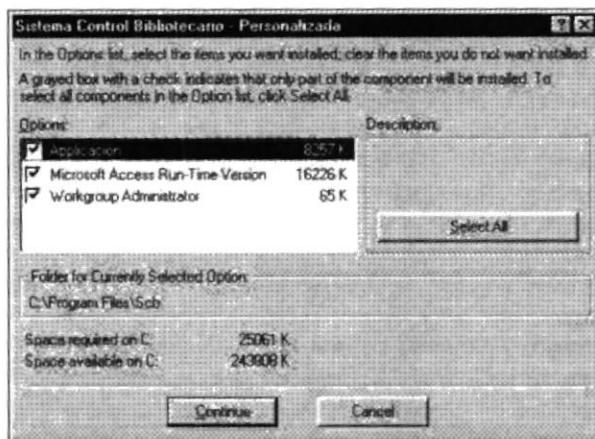 Sistema Control Bibliotecario - Personalizada
In the Options list, select the items you want installed, clear the items you do not want installed.
A grayed box with a check indicates that only part of the component will be installed. To
select all components in the Option list, click Select All.
Options:
Description:
Applicacion 8257 K
Microsoft Access Run-Time Version 16226 K
Workgroup Administrator 65 K
Select All
Folder for Currently Selected Option
C:\Program Files\Scb
Space required on C: 25061 K
Space available on C: 243808 K
Continue Cancel